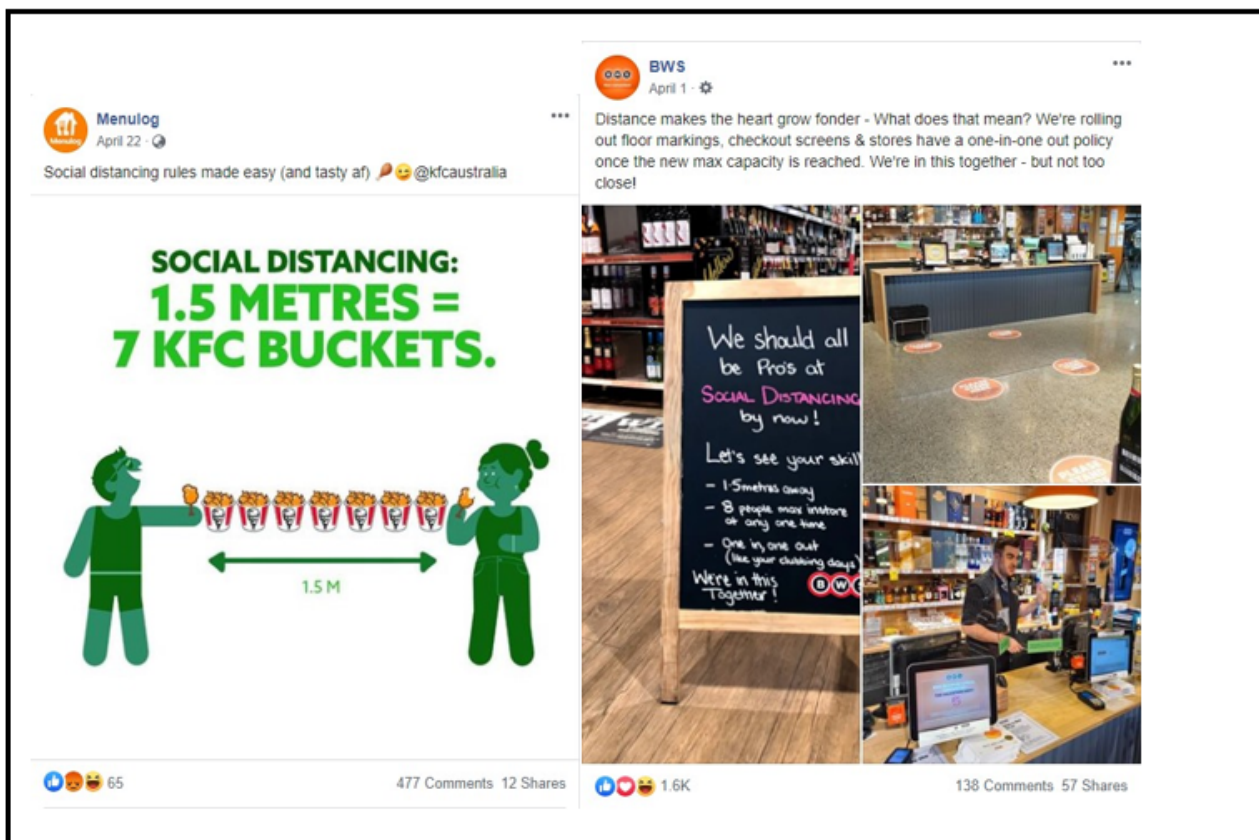 Menulog
April 22
Social distancing rules made easy (and tasty af) 🍗😉@kfcaustralia
SOCIAL DISTANCING:
1.5 METRES =
7 KFC BUCKETS.
1.5 M
65
477 Comments 12 Shares
BWS
April 1
Distance makes the heart grow fonder - What does that mean? We're rolling
out floor markings, checkout screens & stores have a one-in-one out policy
once the new max capacity is reached. We're in this together - but not too
close!
We should all
be Pro's at
SOCIAL DISTANCING
by now!
Let's see your skill
- 1.5metres away
- 8 people max instore
at any one time
- One in, one out
(like your clubbing days)
We're in this
Together!
BWS
1.6K
138 Comments 57 Shares